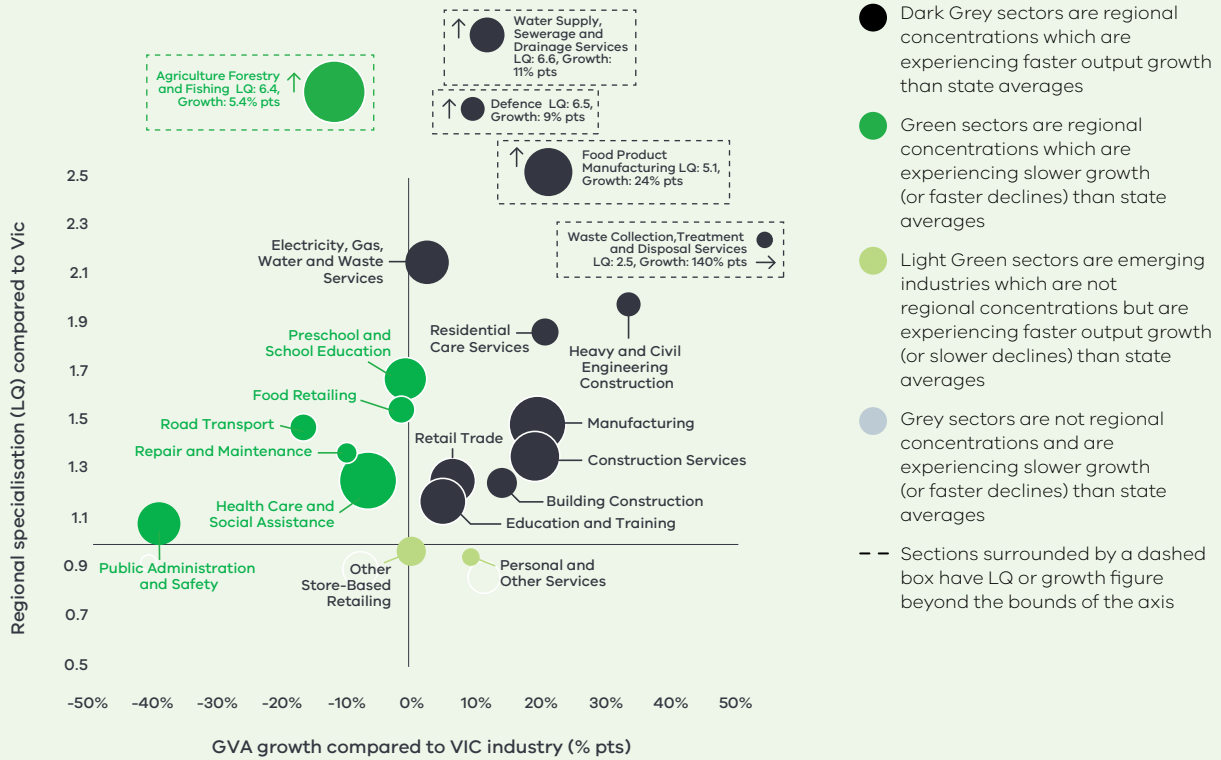 Water Supply,
Sewerage and
Drainage Services
LQ: 6.6, Growth:
11% pts
Agriculture Forestry
and Fishing LQ: 6.4,
Growth: 5.4% pts
Defence LQ: 6.5,
Growth: 9% pts
Food Product
Manufacturing LQ: 5.1,
Growth: 24% pts
Waste Collection,Treatment
and Disposal Services
LQ: 2.5, Growth: 140% pts
Regional specialisation (LQ) compared to Vic
2.5
2.3
2.1
1.9
1.7
1.5
1.3
1.1
0.9
0.7
0.5
Electricity, Gas,
Water and Waste
Services
Preschool and
School Education
Residential
Care Services
Heavy and Civil
Engineering
Construction
Food Retailing
Road Transport
Repair and Maintenance
Retail Trade
Manufacturing
Construction Services
Health Care and
Social Assistance
Building Construction
Education and Training
Public Administration
and Safety
Other
Store-Based
Retailing
Personal and
Other Services
-50%
-40%
-30%
-20%
-10%
0%
10%
20%
30%
40%
50%
GVA growth compared to VIC industry (% pts)
Dark Grey sectors are regional
concentrations which are
experiencing faster output growth
than state averages
Green sectors are regional
concentrations which are
experiencing slower growth
(or faster declines) than state
averages
Light Green sectors are emerging
industries which are not
regional concentrations but are
experiencing faster output growth
(or slower declines) than state
averages
Grey sectors are not regional
concentrations and are
experiencing slower growth
(or faster declines) than state
averages
Sections surrounded by a dashed
box have LQ or growth figure
beyond the bounds of the axis